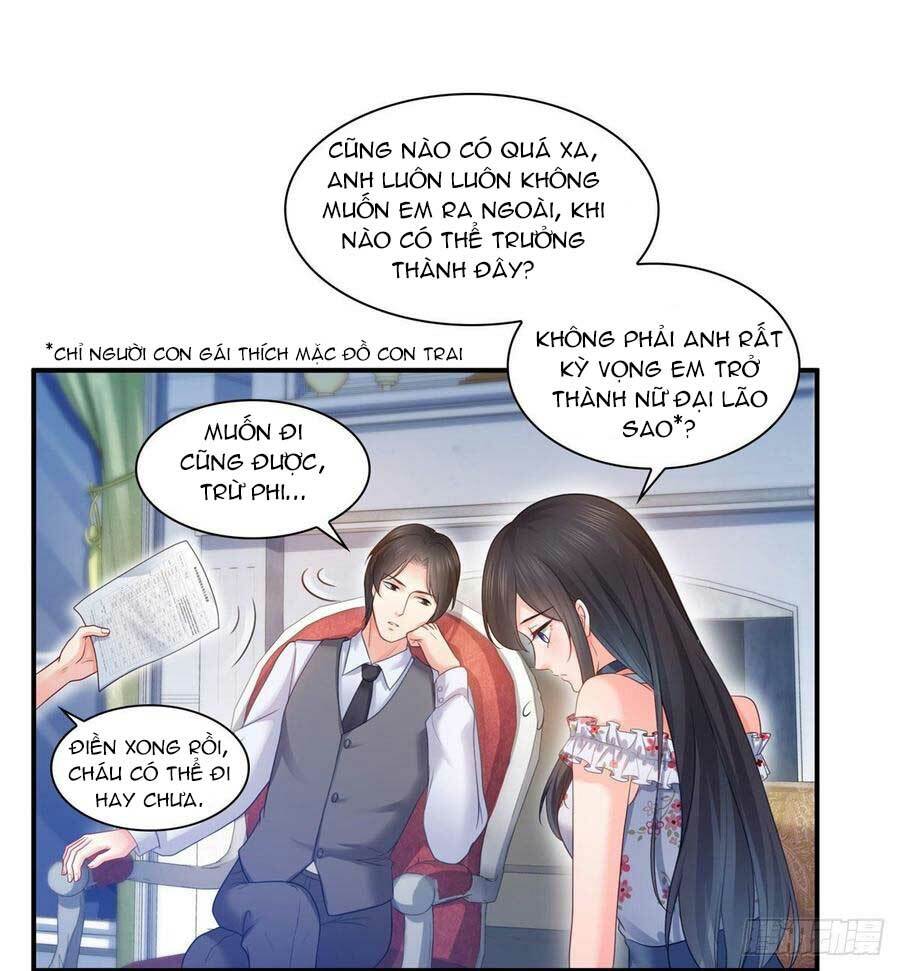 CŨNG NÀO CÓ QUÁ XA,
ANH LUÔN LUÔN KHÔNG
MUỐN EM RA NGOÀI, KHI
NÀO CÓ THỂ TRƯỞNG
THÀNH ĐÂY?
KHÔNG PHẢI ANH RẤT
KỲ VỌNG EM TRỞ
THÀNH NỮ ĐẠI LÃO
SAO*?
*CHỈ NGƯỜI CON GÁI THÍCH MẶC ĐỒ CON TRAI
MUỐN ĐI
CŨNG ĐƯỢC,
TRỪ PHI...
ĐIỀN XONG RỒI,
CHÁU CÓ THỂ ĐI
HAY CHƯA.